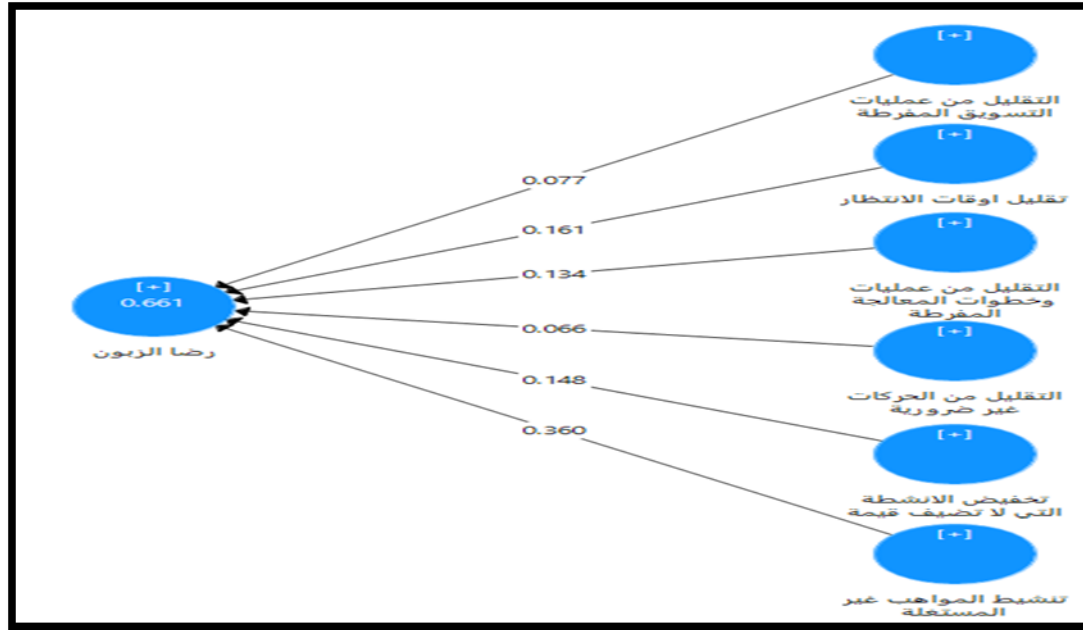 [+]
التقليل من عمليات
التسويق المفرطة
[+]
تقليل اوقات الانتظار
[+]
التقليل من عمليات
وخطوات المعالجة
المفرطة
[+]
التقليل من الحركات
غير ضرورية
[+]
تخفيض الانشطة
التي لا تضيف قيمة
[+]
تنشيط المواهب غير
المستغلة
0.077
0.161
0.134
0.066
0.148
0.360
[+]
0.661
رضا الزبون